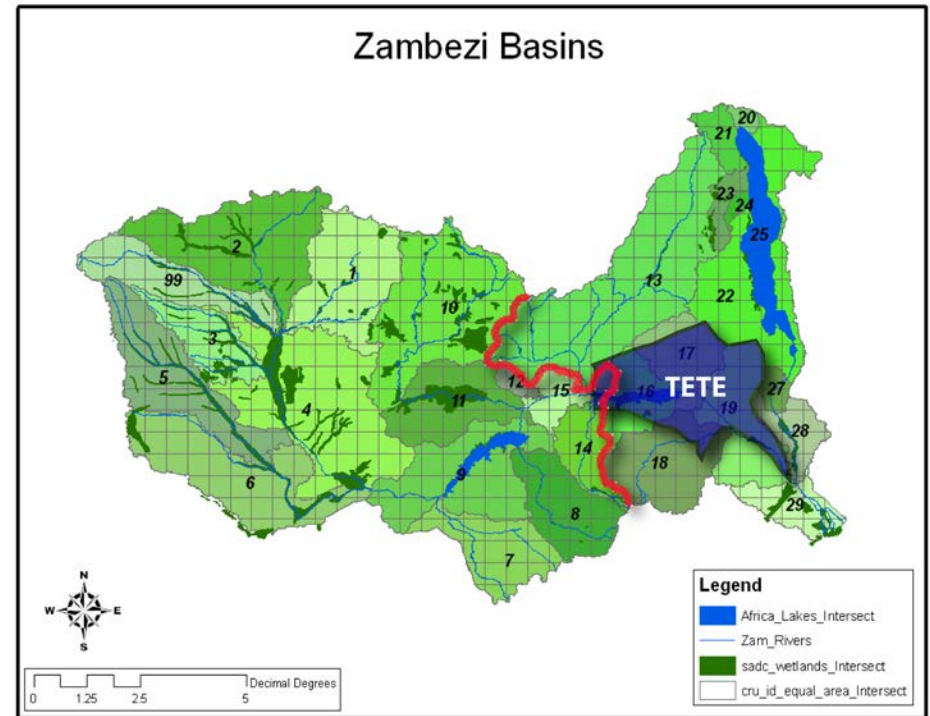 Zambezi Basins
20
21
23
24
2
25
1
13
99
10
22
3
17
5
12
15
TETE
16
11
19
27
4
28
14
18
9
6
29
8
7
N
W E
S
Legend
Africa_Lakes_Intersect
Zam_Rivers
sadc_wetlands_Intersect
cru_id_equal_area_Intersect
Decimal Degrees
0 1.25 2.5 5